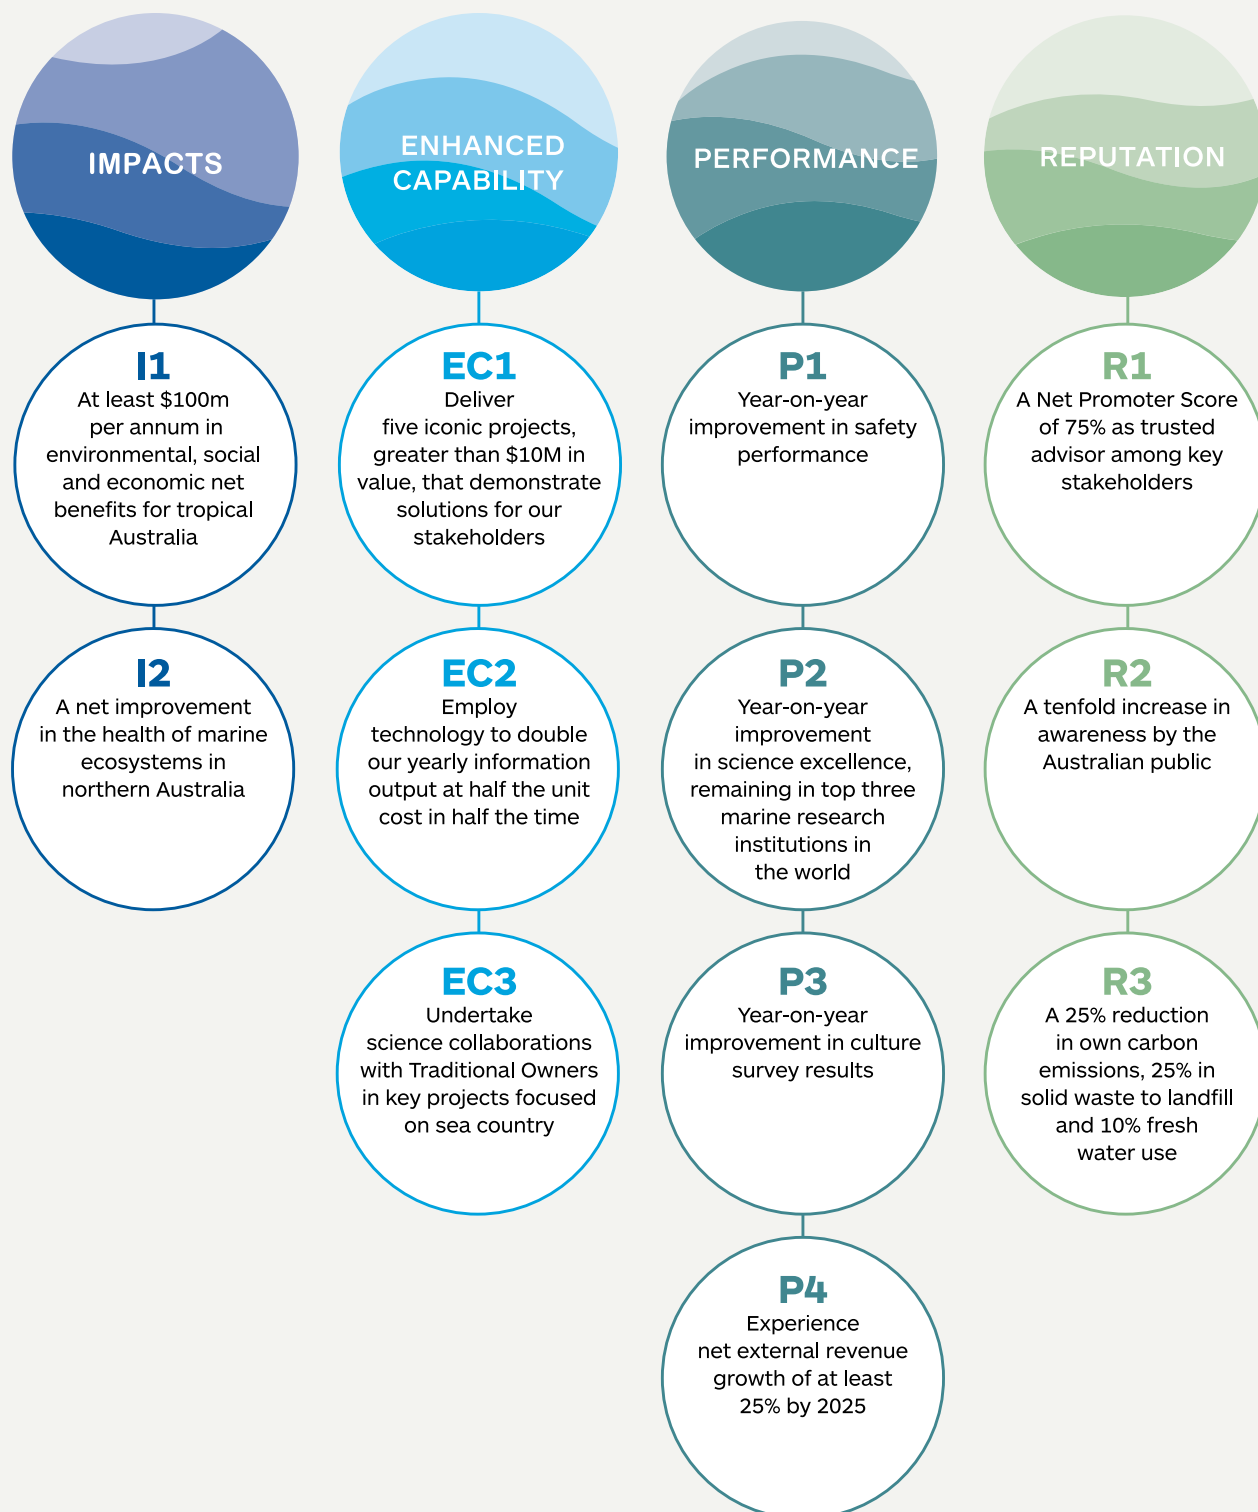 IMPACTS
I1
At least $100m
per annum in
environmental, social
and economic net
benefits for tropical
Australia
I2
A net improvement
in the health of marine
ecosystems in
northern Australia
ENHANCED
CAPABILITY
EC1
Deliver
five iconic projects,
greater than $10M in
value, that demonstrate
solutions for our
stakeholders
EC2
Employ
technology to double
our yearly information
output at half the unit
cost in half the time
EC3
Undertake
science collaborations
with Traditional Owners
in key projects focused
on sea country
PERFORMANCE
P1
Year-on-year
improvement in safety
performance
P2
Year-on-year
improvement
in science excellence,
remaining in top three
marine research
institutions in
the world
P3
Year-on-year
improvement in culture
survey results
P4
Experience
net external revenue
growth of at least
25% by 2025
REPUTATION
R1
A Net Promoter Score
of 75% as trusted
advisor among key
stakeholders
R2
A tenfold increase in
awareness by the
Australian public
R3
A 25% reduction
in own carbon
emissions, 25% in
solid waste to landfill
and 10% fresh
water use